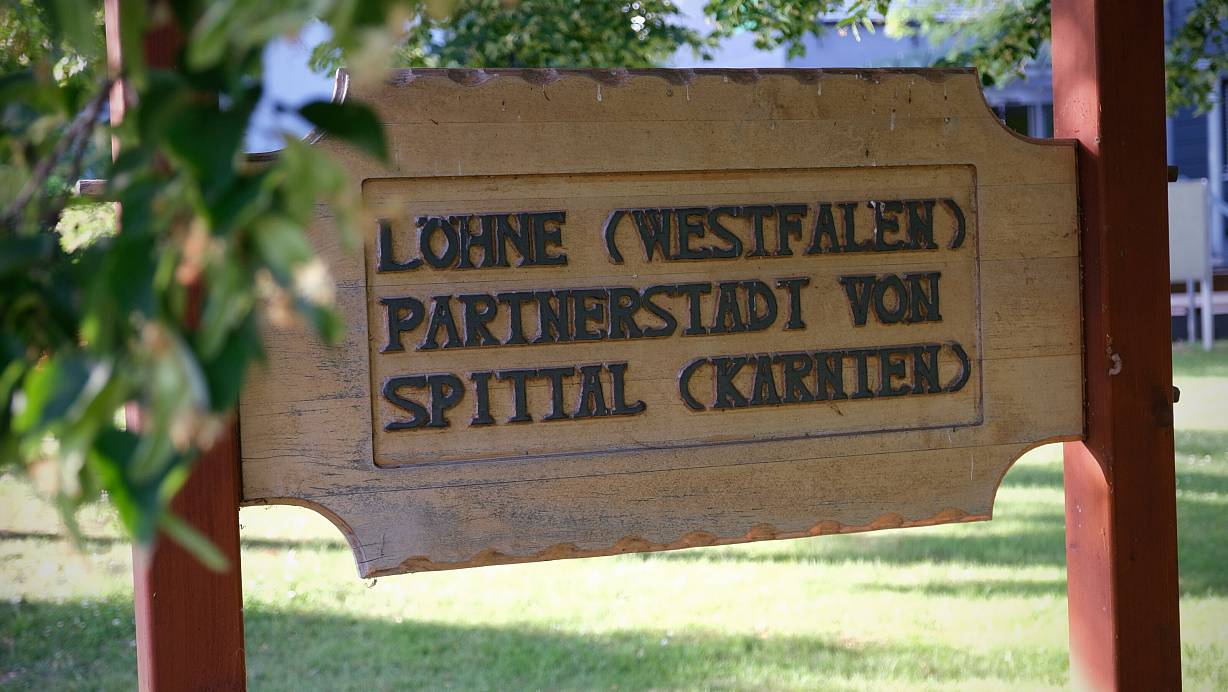 LÖHNE (WESTFALEN)
PARTNERSTADT VON
SPITTAL (KÄRNTEN)